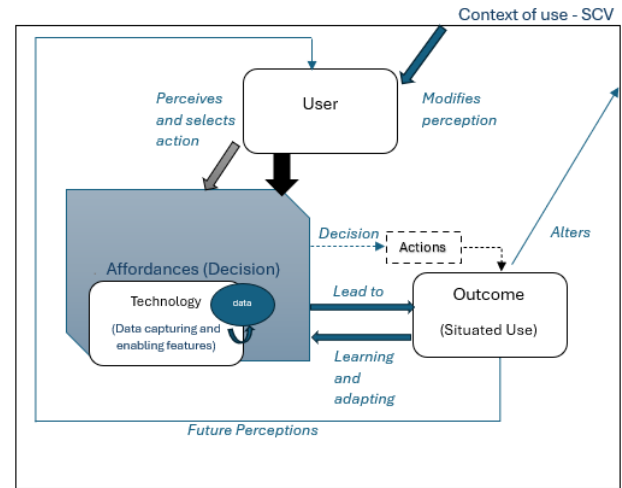 Context of use - SCV
Perceives
and selects
action
User
Modifies
perception
Decision
Actions
Alters
. Affordances (Decision)
Technology
data
(Data capturing and
enabling features)
Lead to
Outcome
(Situated Use)
Learning
and
adapting
Future Perceptions